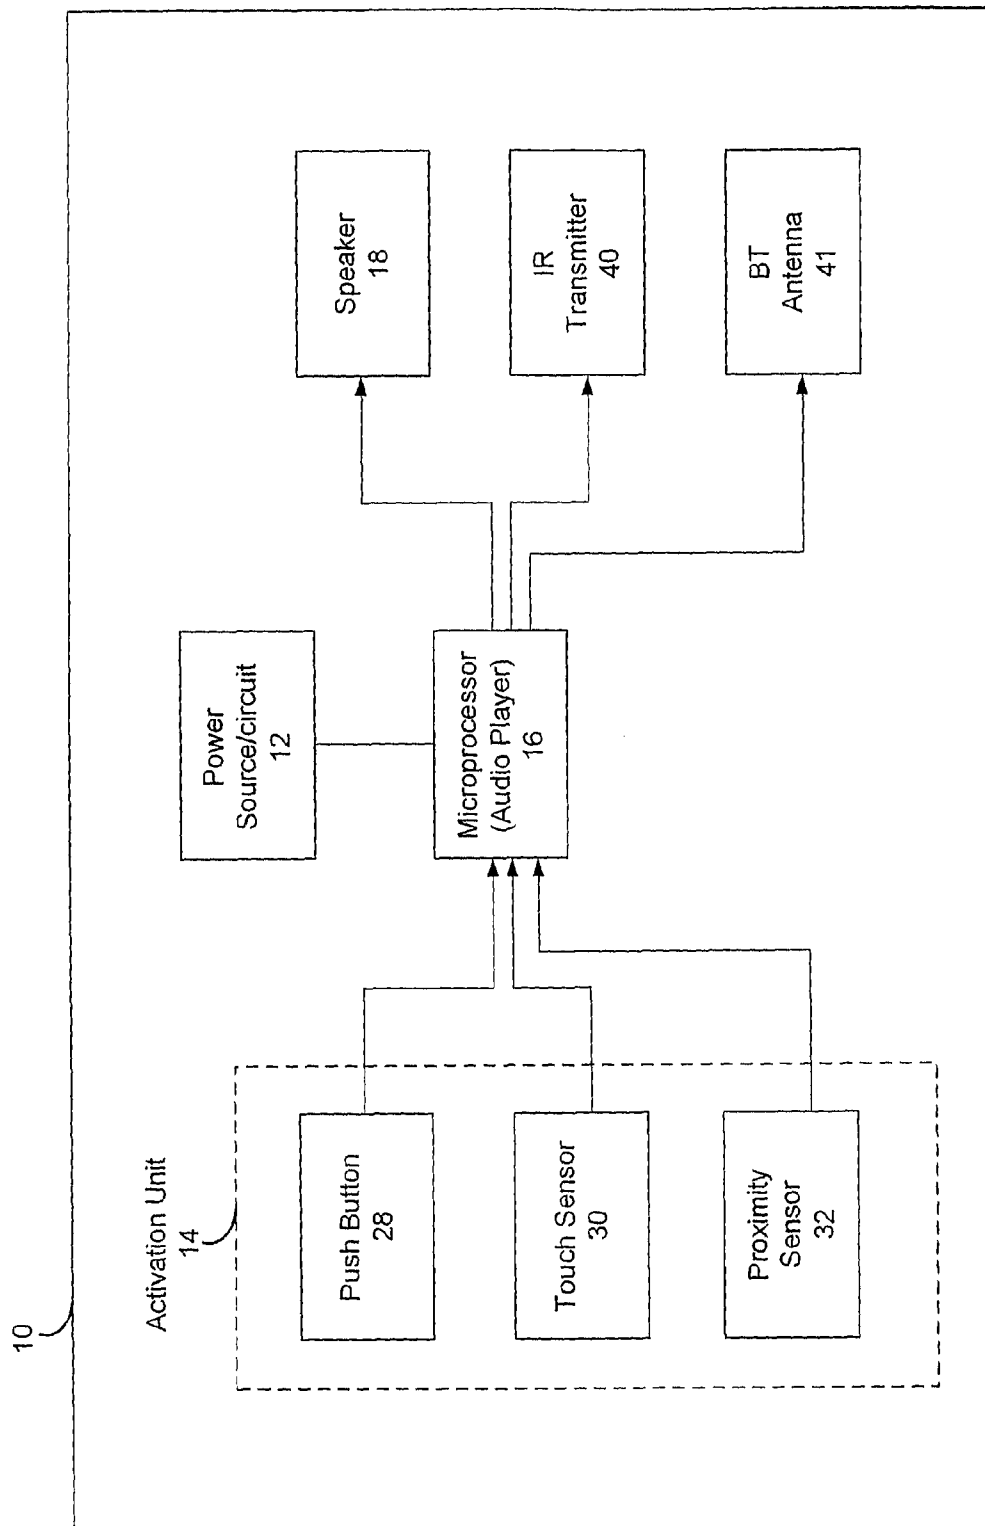 10
Activation Unit
14
Push Button
28
Touch Sensor
30
Proximity
Sensor
32
Power
Source/circuit
12
Microprocessor
(Audio Player)
16
Speaker
18
IR
Transmitter
40
BT
Antenna
41